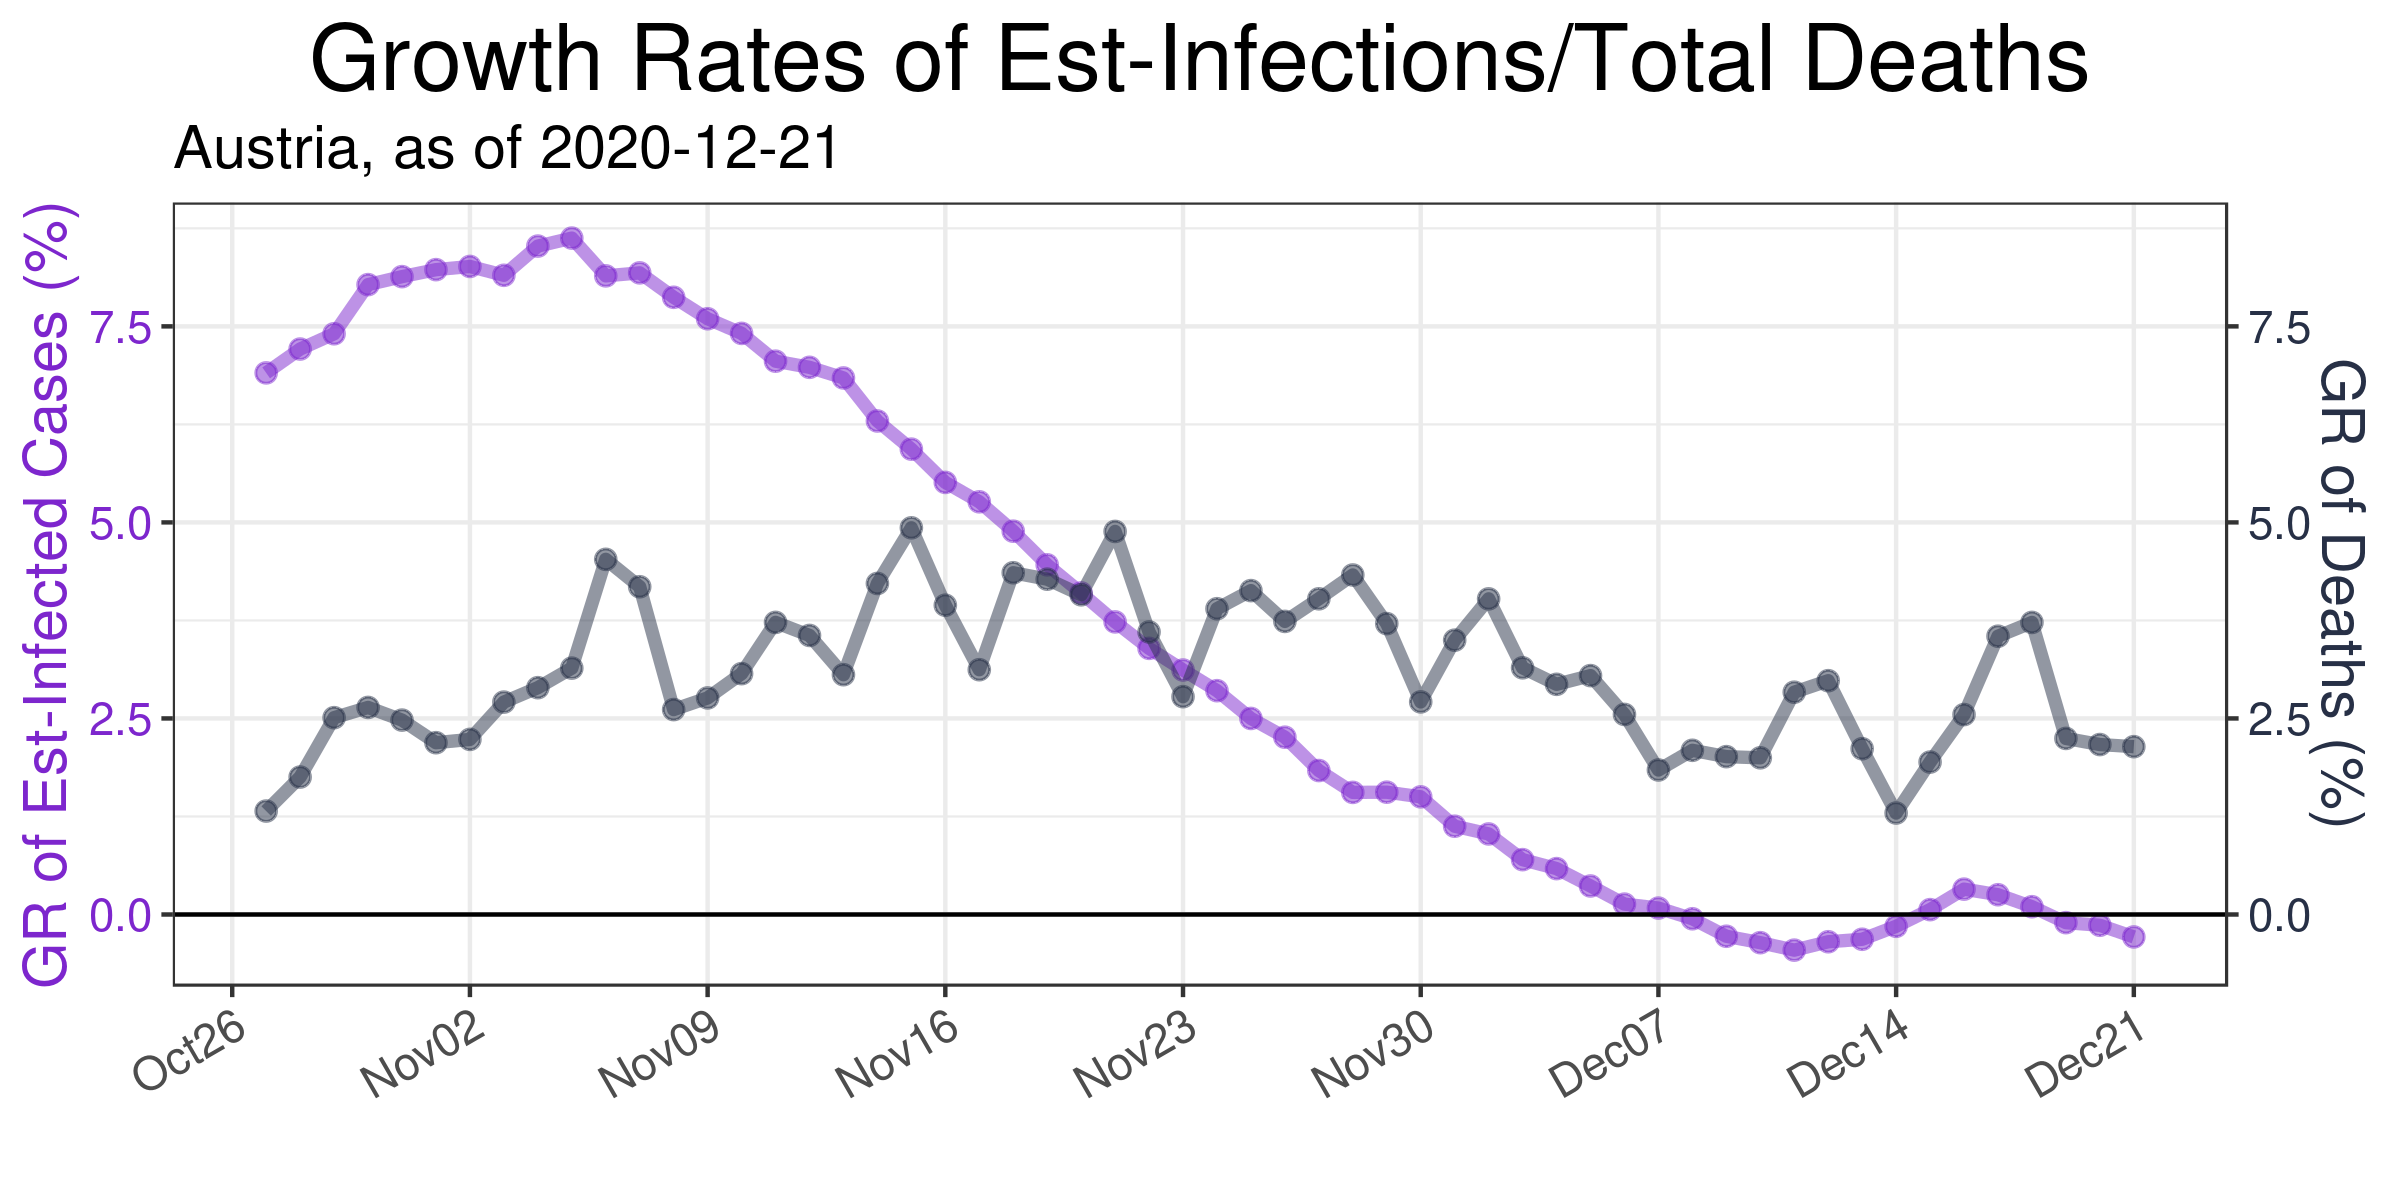 Growth Rates of Est-Infections/Total Deaths
Austria, as of 2020-12-21
GR of Est-Infected Cases (%)
7.5
5.0
2.5
0.0
7.5
5.0
2.5
0.0
GR of Deaths (%)
Oct26
Nov02
Nov09
Nov16
Nov23
Nov30
Dec07
Dec14
Dec21